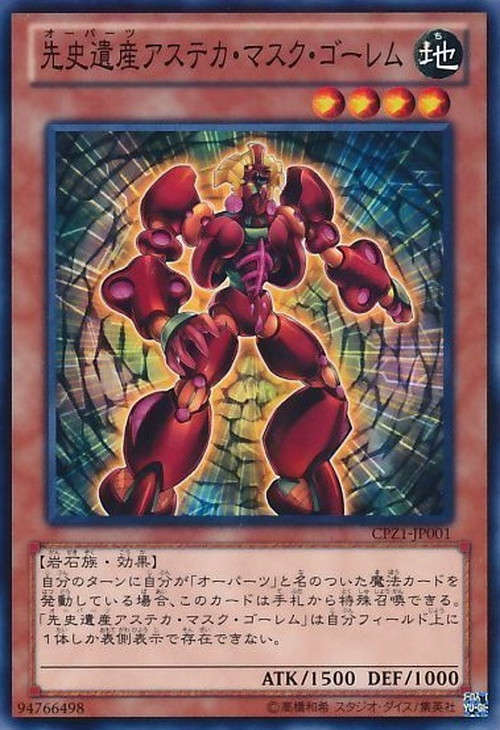 オーパーツ
先史遺産アステカ・マスク・ゴーレム
ち
地
CPZ1-JP001
【岩石族・効果】
自分のターンに自分が「オーパーツ」と名のついた魔法カードを
発動している場合、このカードは手札から特殊召喚できる。
「先史遺産アステカ・マスク・ゴーレム」は自分フィールド上に
１体しか表側表示で存在できない。
ATK/1500 DEF/1000
94766498
©高橋和希 スタジオ・ダイス/集英社